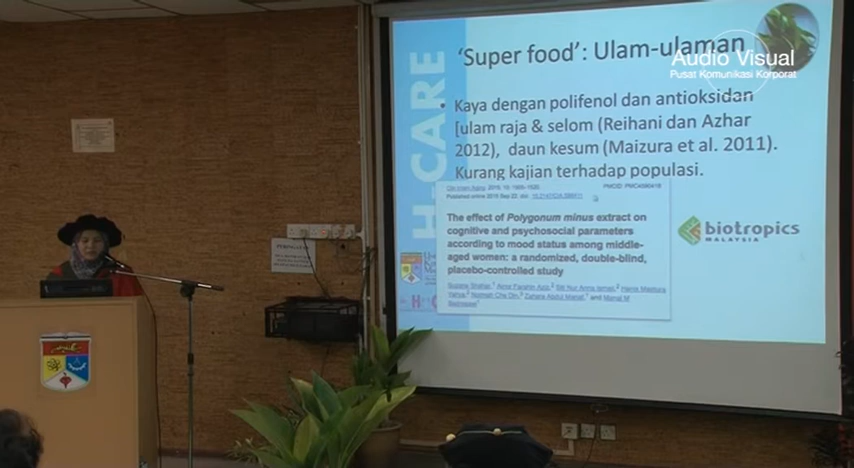 'Super food': Ulam-ulaman
Audio Visual
Pusat Komunikasi Korporat
• Kaya dengan polifenol dan antioksidan
[ulam raja & selom (Reihani dan Azhar
2012), daun kesum (Maizura et al. 2011).
Kurang kajian terhadap populasi.
H-CARE
The effect of Polygonum minus extract on
cognitive and psychosocial parameters
according to mood status among middle-
aged women: a randomized, double-blind,
placebo-controlled study
biotropics
MALAYSIA